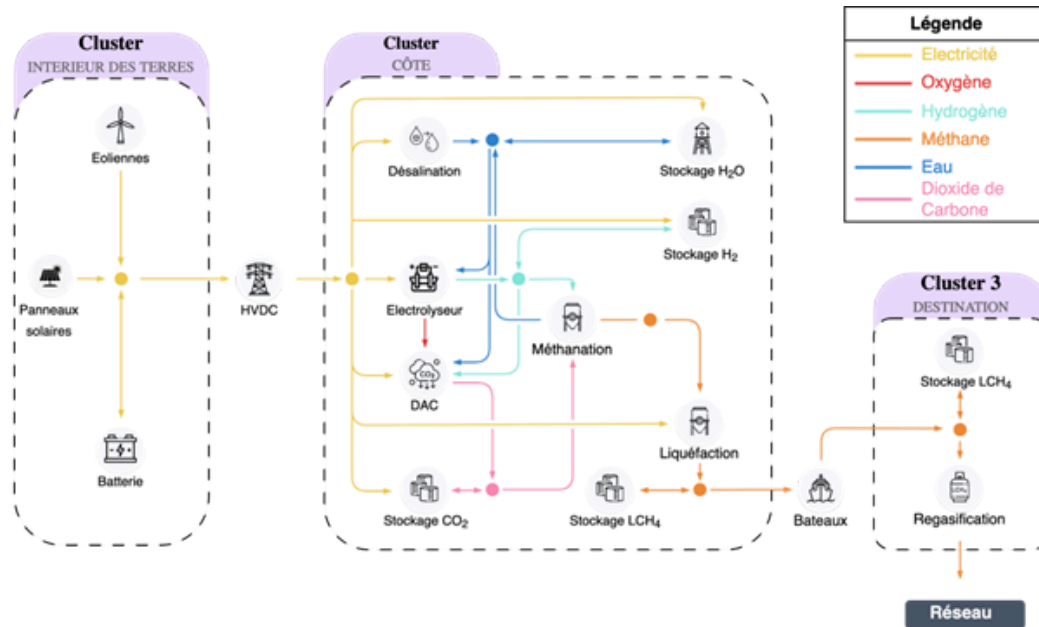 Cluster
INTERIEUR DES TERRES
Eoliennes
Panneaux
solaires
Batterie
HVDC
Cluster
CÔTE
Désalination
Stockage H₂O
Stockage H₂
Electrolyseur
Méthanation
CO₂
DAC
Liquéfaction
Stockage CO₂
Stockage LCH₄
Bateaux
Légende
Electricité
Oxygène
Hydrogène
Méthane
Eau
Dioxide de
Carbone
Cluster 3
DESTINATION
Stockage LCH₄
LCH₄
Regasification
Réseau